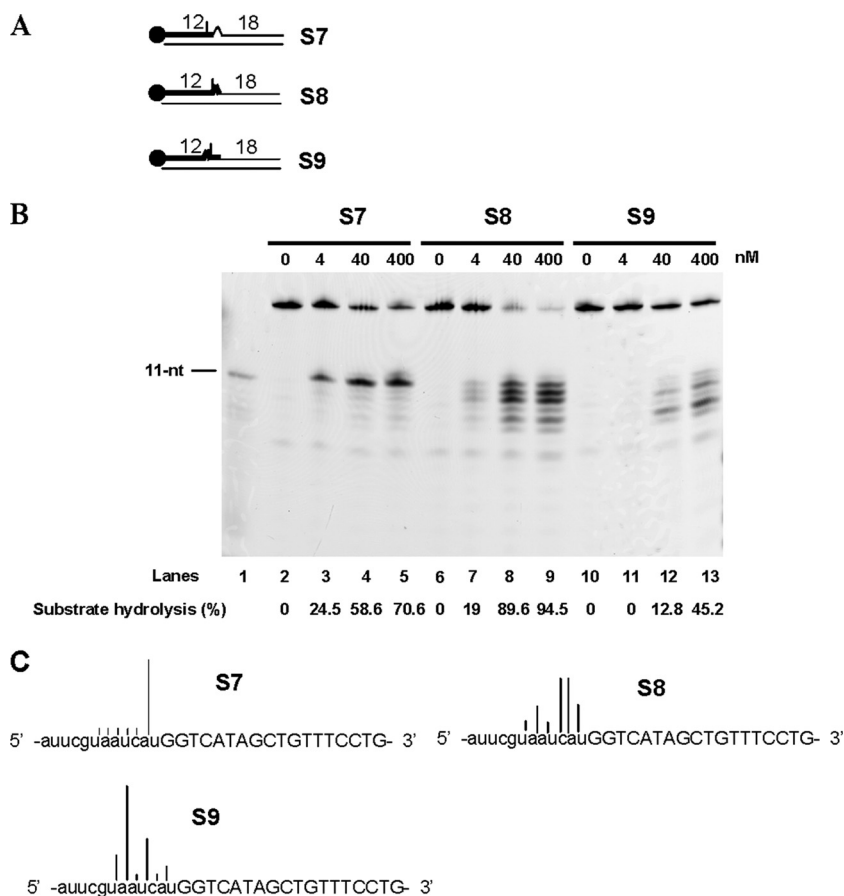 A
12 18 S7
12 18 S8
12 18 S9
B
S7 S8 S9
0 4 40 400 0 4 40 400 0 4 40 400 nM
11-nt
Lanes 1 2 3 4 5 6 7 8 9 10 11 12 13
Substrate hydrolysis (%) 0 24.5 58.6 70.6 0 19 89.6 94.5 0 0 12.8 45.2
C
S7 S8
5' -auucguaaucauGGTCATAGCTGTTTCCTG- 3' 5' -auucguaaucauGGTCATAGCTGTTTCCTG- 3'
S9
5' -auucguaaucauGGTCATAGCTGTTTCCTG- 3'